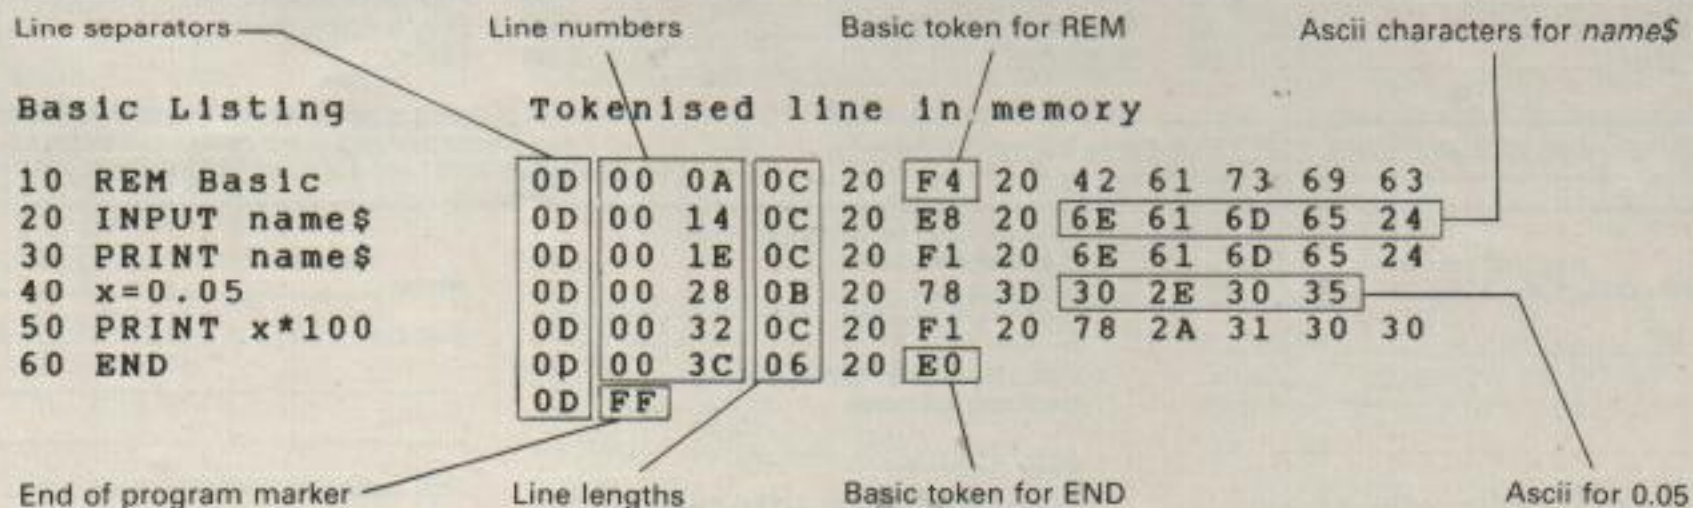 Line separators Line numbers Basic token for REM Ascii characters for name$
Basic Listing Tokenised line in memory
10 REM Basic 0D 00 0A 0C 20 F4 20 42 61 73 69 63
20 INPUT name$ 0D 00 14 0C 20 E8 20 6E 61 6D 65 24
30 PRINT name$ 0D 00 1E 0C 20 F1 20 6E 61 6D 65 24
40 x=0.05 0D 00 28 0B 20 78 3D 30 2E 30 35
50 PRINT x*100 0D 00 32 0C 20 F1 20 78 2A 31 30 30
60 END 0D 00 3C 06 20 E0
0D FF
End of program marker Line lengths Basic token for END Ascii for 0.05